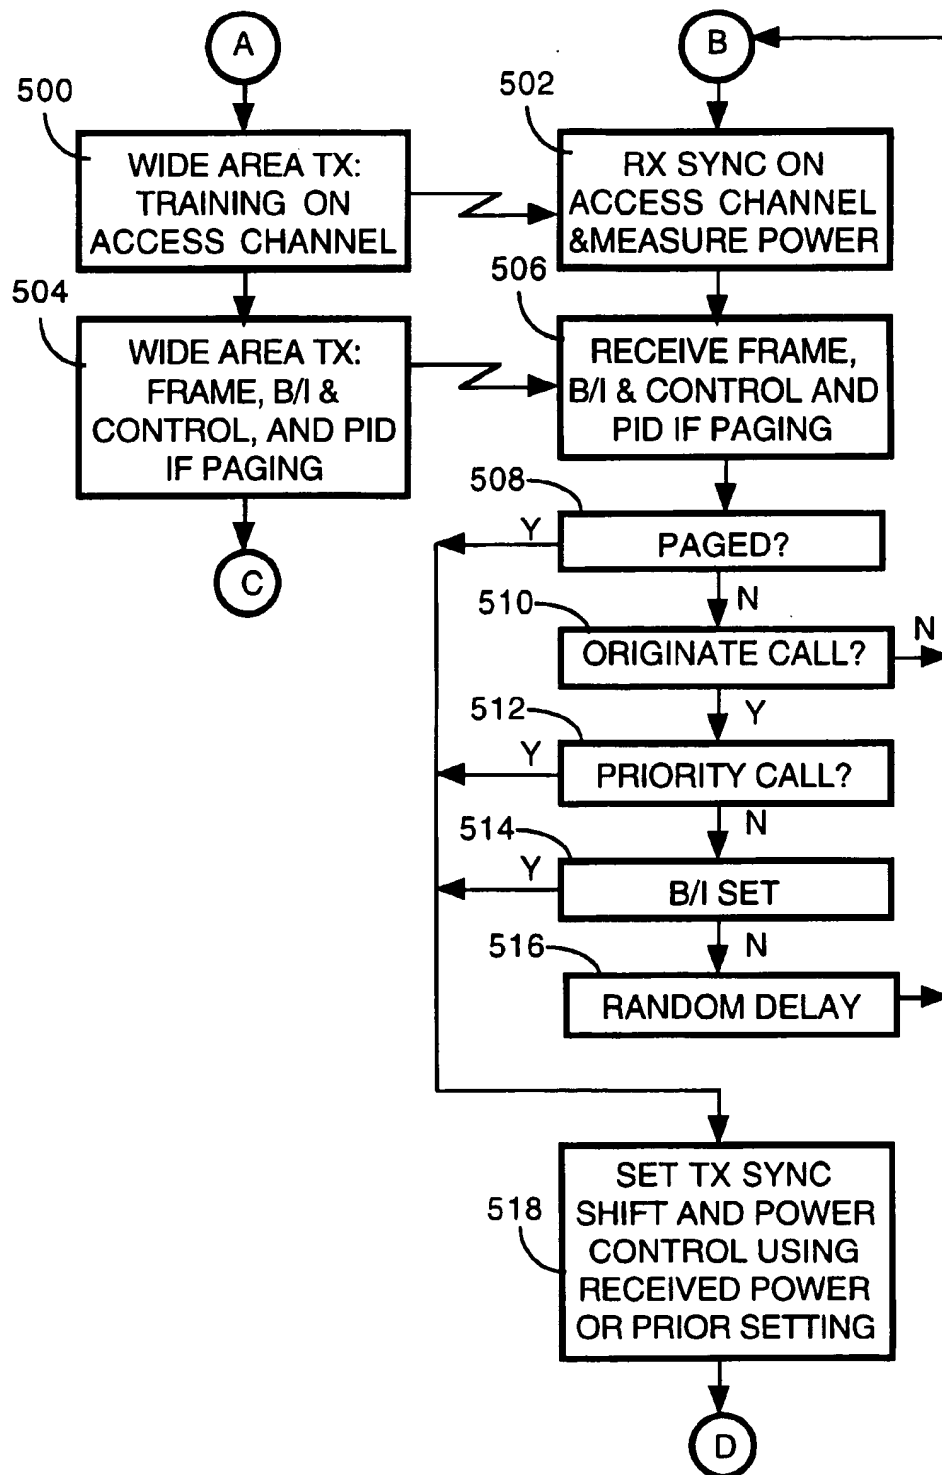 A
B
500
502
WIDE AREA TX:
TRAINING ON
ACCESS CHANNEL
RX SYNC ON
ACCESS CHANNEL
&MEASURE POWER
504
506
WIDE AREA TX:
FRAME, B/I &
CONTROL, AND PID
IF PAGING
RECEIVE FRAME,
B/I & CONTROL AND
PID IF PAGING
508
Y
PAGED?
C
N
510
ORIGINATE CALL?
N
Y
512
Y
PRIORITY CALL?
N
514
Y
B/I SET
N
516
RANDOM DELAY
518
SET TX SYNC
SHIFT AND POWER
CONTROL USING
RECEIVED POWER
OR PRIOR SETTING
D